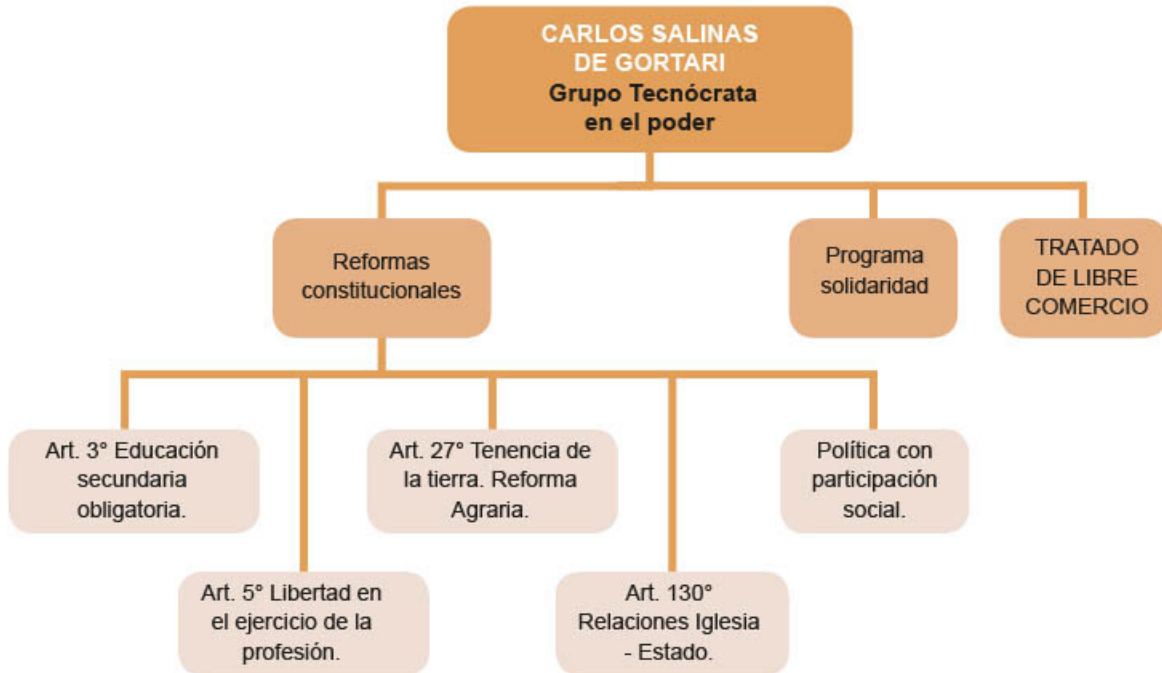 CARLOS SALINAS
DE GORTARI
Grupo Tecnócrata
en el poder
Reformas
constitucionales
Programa
solidaridad
TRATADO
DE LIBRE
COMERCIO
Art. 3° Educación
secundaria
obligatoria.
Art. 27° Tenencia de
la tierra. Reforma
Agraria.
Política con
participación
social.
Art. 5° Libertad en
el ejercicio de la
profesión.
Art. 130°
Relaciones Iglesia
- Estado.